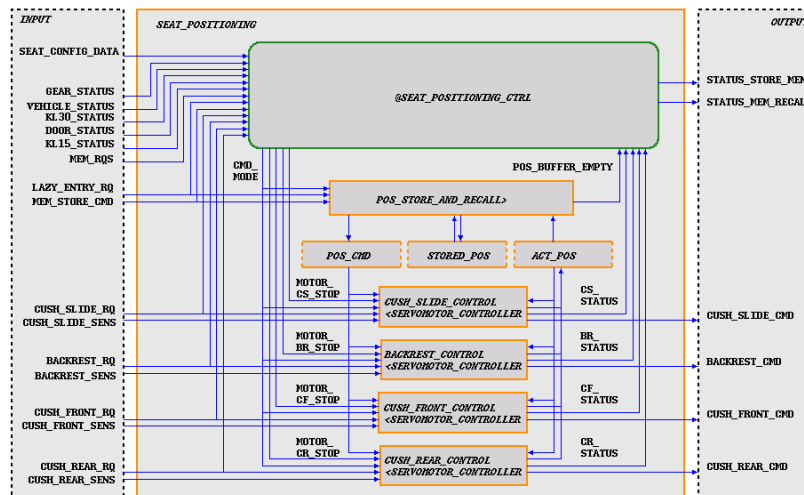 INPUT
SEAT_POSITIONING
OUTPUT
SEAT_CONFIG_DATA
@SEAT_POSITIONING_CTRL
GEAR_STATUS
VEHICLE_STATUS
KL30_STATUS
DOOR_STATUS
KL15_STATUS
MEM_RQS
STATUS_STORE_MEM
STATUS_MEM_RECAL
CMD_
MODE
POS_BUFFER_EMPTY
LAZY_ENTRY_RQ
MEM_STORE_CMD
POS_STORE_AND_RECALL>
POS_CMD
STORED_POS
ACT_POS
MOTOR_
CS_STOP
CS_
STATUS
CUSH_SLIDE_RQ
CUSH_SLIDE_SENS
CUSH_SLIDE_CONTROL
<SERVOMOTOR_CONTROLLER
CUSH_SLIDE_CMD
MOTOR_
BR_STOP
BR_
STATUS
BACKREST_RQ
BACKREST_SENS
BACKREST_CONTROL
<SERVOMOTOR_CONTROLLER
BACKREST_CMD
MOTOR_
CF_STOP
CF_
STATUS
CUSH_FRONT_RQ
CUSH_FRONT_SENS
CUSH_FRONT_CONTROL
<SERVOMOTOR_CONTROLLER
CUSH_FRONT_CMD
MOTOR_
CR_STOP
CR_
STATUS
CUSH_REAR_RQ
CUSH_REAR_SENS
CUSH_REAR_CONTROL
<SERVOMOTOR_CONTROLLER
CUSH_REAR_CMD